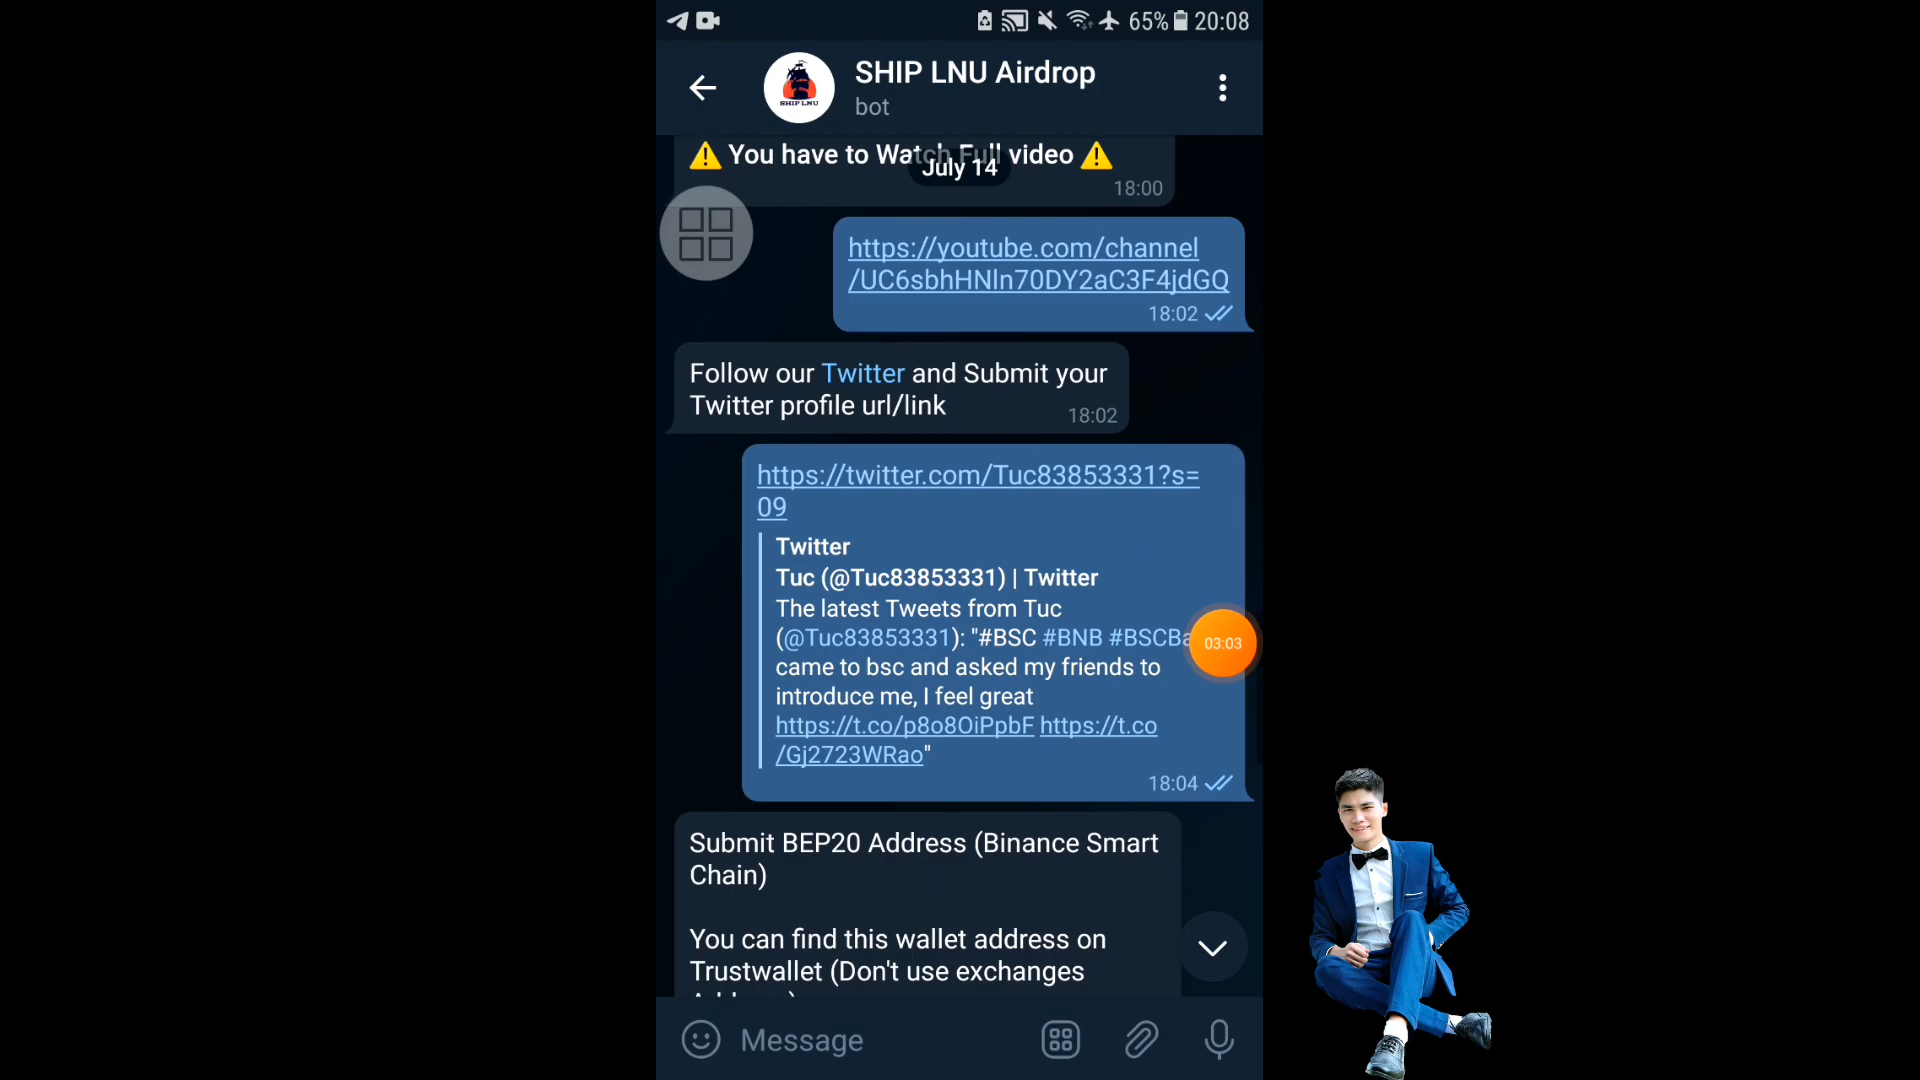 65% 20:08
SHIP LNU Airdrop
SHIP LNU
bot
⚠️ You have to Watch Full video ⚠️
July 14
18:00
https://youtube.com/channel
/UC6sbhHNln70DY2aC3F4jdGQ
18:02
Follow our Twitter and Submit your
Twitter profile url/link
18:02
https://twitter.com/Tuc83853331?s=
09
Twitter
Tuc (@Tuc83853331) | Twitter
The latest Tweets from Tuc
(@Tuc83853331): "#BSC #BNB #BSCBa
03:03
came to bsc and asked my friends to
introduce me, I feel great
https://t.co/p8o8OiPpbF https://t.co
/Gj2723WRao"
18:04
Submit BEP20 Address (Binance Smart
Chain)
You can find this wallet address on
Trustwallet (Don't use exchanges
Message